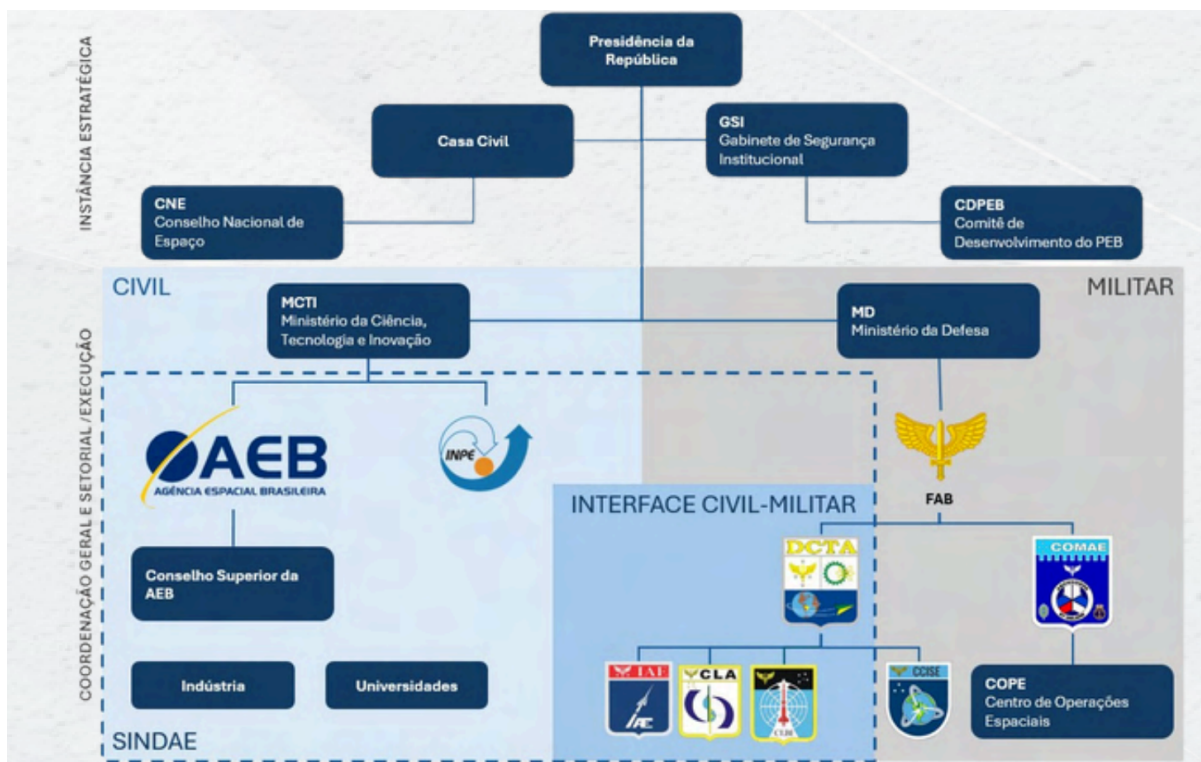 Presidência da
República
INSTÂNCIA ESTRATÉGICA
Casa Civil
GSI
Gabinete de Segurança
Institucional
CNE
Conselho Nacional de
Espaço
CDPEB
Comitê de
Desenvolvimento do PEB
CIVIL
MILITAR
MCTI
Ministério da Ciência,
Tecnologia e Inovação
MD
Ministério da Defesa
COORDENAÇÃO GERAL E SETORIAL /EXECUÇÃO
AEB
AGÊNCIA ESPACIAL BRASILEIRA
INPE
FAB
INTERFACE CIVIL-MILITAR
DCTA
COMAE
Conselho Superior da
AEB
Indústria
Universidades
IAE
CLA
CLBI
CCISE
COPE
Centro de Operações
Espaciais
SINDAE